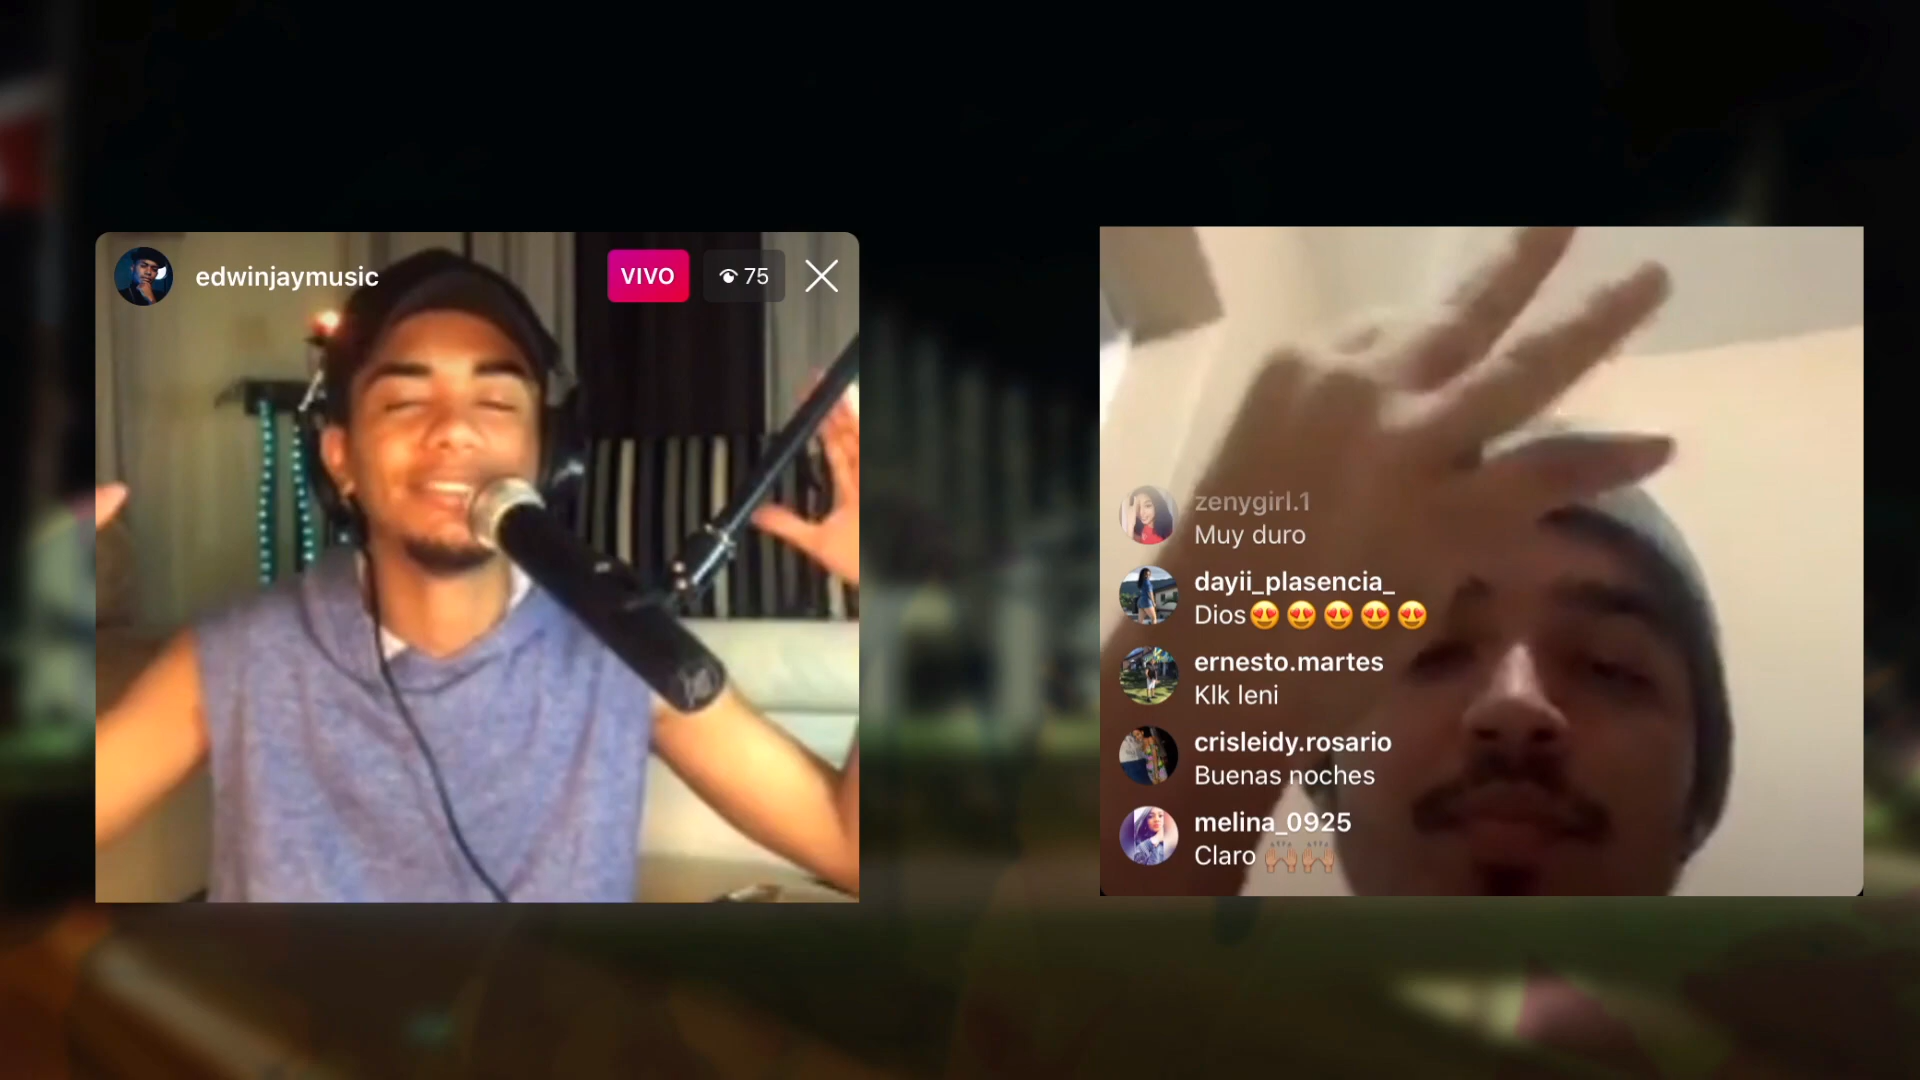 edwinjaymusic
VIVO
75
zenygirl.1
Muy duro
dayii_plasencia_
Dios😍😍😍😍😍
ernesto.martes
Klk leni
crisleidy.rosario
Buenas noches
melina_0925
Claro 🙌🏽🙌🏽